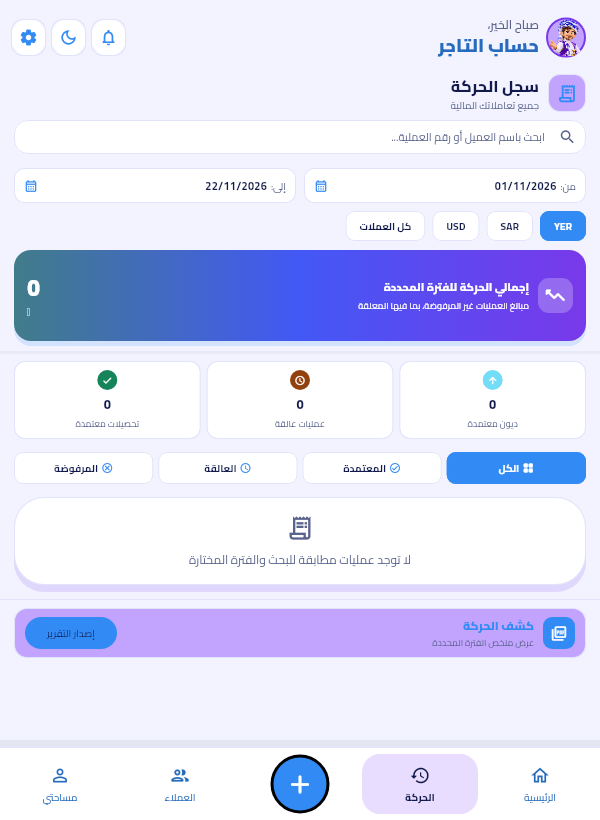 صباح الخير،
حساب التاجر
سجل الحركة
جميع تعاملاتك المالية
ابحث باسم العميل أو رقم العملية...
من: 01/11/2026
إلى: 22/11/2026
YER
SAR
USD
كل العملات
إجمالي الحركة للفترة المحددة
مبالغ العمليات غير المرفوضة، بما فيها المعلقة
0
0
ديون معتمدة
0
عمليات عالقة
0
تحصيلات معتمدة
الكل
المعتمدة
العالقة
المرفوضة
لا توجد عمليات مطابقة للبحث والفترة المختارة
كشف الحركة
عرض ملخص الفترة المحددة
إصدار التقرير
الرئيسية
الحركة
العملاء
مساحتي